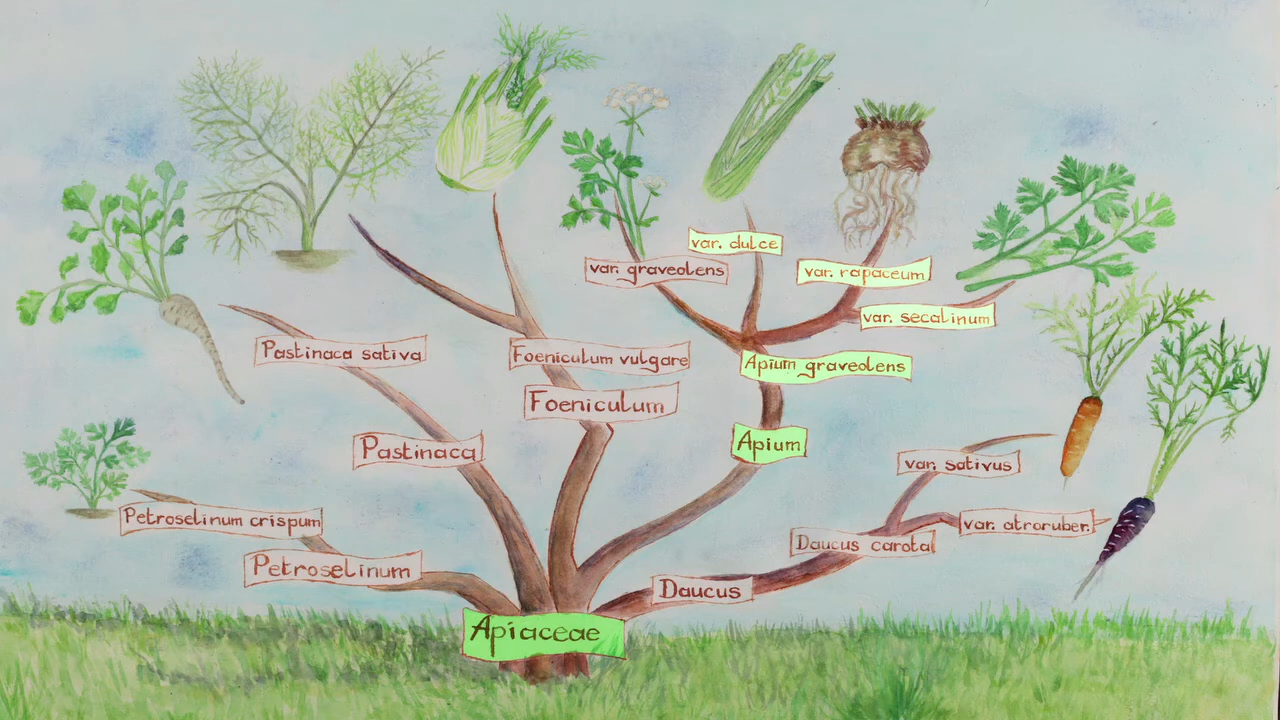 var. dulce
var. graveolens
var. rapaceum
var. secalinum
Pastinaca sativa
Foeniculum vulgare
Apium graveolens
Foeniculum
Pastinaca
Apium
var. sativus
Petroselinum crispum
var. atroruber.
Daucus carota
Petroselinum
Daucus
Apiaceae